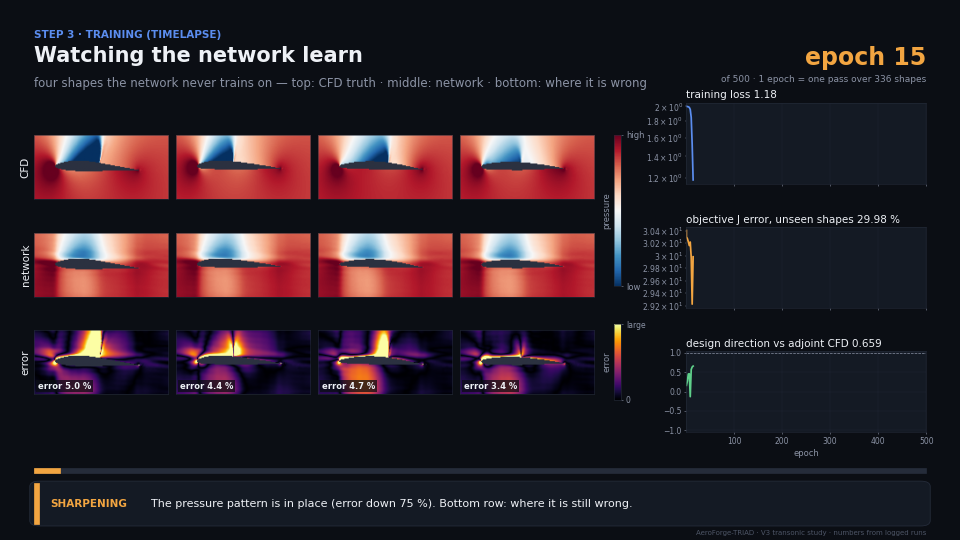 STEP 3 · TRAINING (TIMELAPSE)
Watching the network learn
four shapes the network never trains on — top: CFD truth · middle: network · bottom: where it is wrong
epoch 15
of 500 · 1 epoch = one pass over 336 shapes
CFD
network
error
error 5.0 %
error 4.4 %
error 4.7 %
error 3.4 %
high
pressure
low
large
error
0
training loss 1.18
2 × 10⁰
1.8 × 10⁰
1.6 × 10⁰
1.4 × 10⁰
1.2 × 10⁰
objective J error, unseen shapes 29.98 %
3.04 × 10¹
3.02 × 10¹
3 × 10¹
2.98 × 10¹
2.96 × 10¹
2.94 × 10¹
2.92 × 10¹
design direction vs adjoint CFD 0.659
1.0
0.5
0.0
−0.5
−1.0
100 200 300 400 500
epoch
SHARPENING The pressure pattern is in place (error down 75 %). Bottom row: where it is still wrong.
AeroForge-TRIAD · V3 transonic study · numbers from logged runs